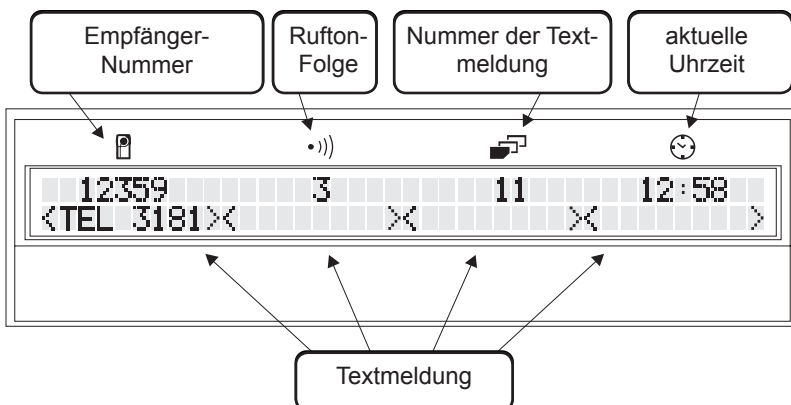 Empfänger-
Nummer
Rufton-
Folge
Nummer der Text-
meldung
aktuelle
Uhrzeit
12359 3 11 12:58
<TEL 3181>< >< >< >
Textmeldung